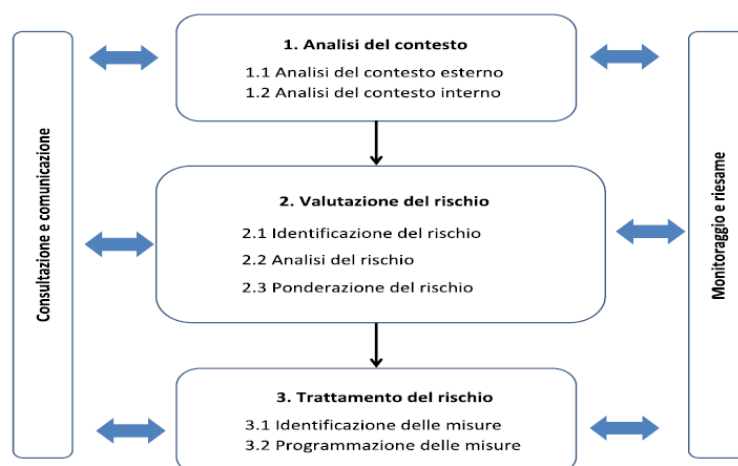 Consultazione e comunicazione
1. Analisi del contesto
1.1 Analisi del contesto esterno
1.2 Analisi del contesto interno
2. Valutazione del rischio
2.1 Identificazione del rischio
2.2 Analisi del rischio
2.3 Ponderazione del rischio
3. Trattamento del rischio
3.1 Identificazione delle misure
3.2 Programmazione delle misure
Monitoraggio e riesame